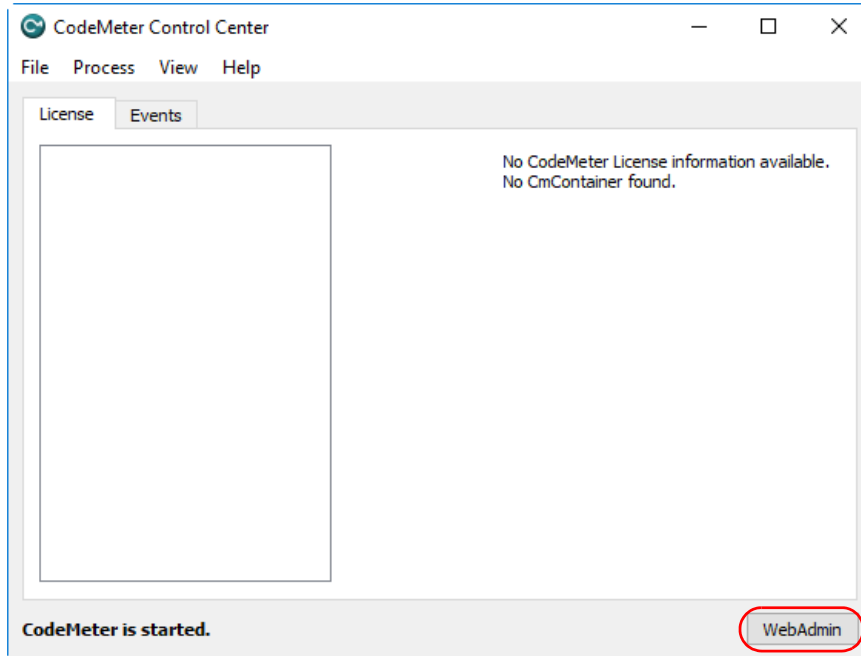 CodeMeter Control Center
File Process View Help
License Events
No CodeMeter License information available.
No CmContainer found.
CodeMeter is started.
WebAdmin